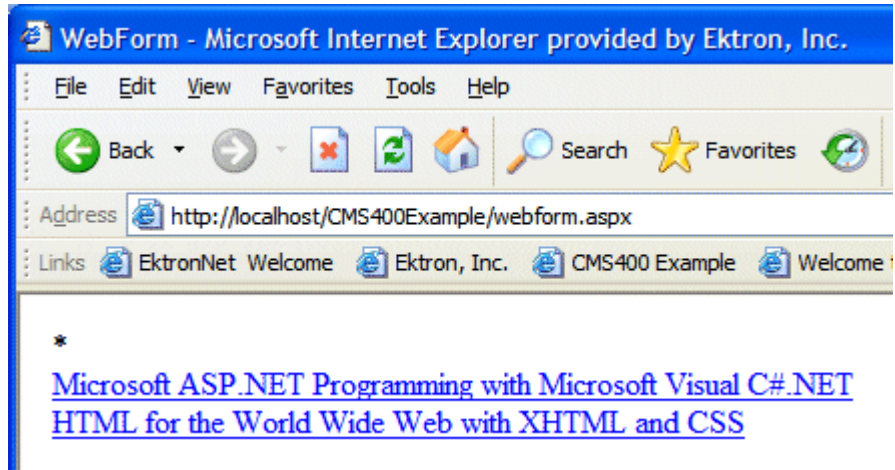 WebForm - Microsoft Internet Explorer provided by Ektron, Inc.
File Edit View Favorites Tools Help
Back Search Favorites
Address http://localhost/CMS400Example/webform.aspx
Links EktronNet Welcome Ektron, Inc. CMS400 Example Welcome
*
Microsoft ASP.NET Programming with Microsoft Visual C#.NET
HTML for the World Wide Web with XHTML and CSS